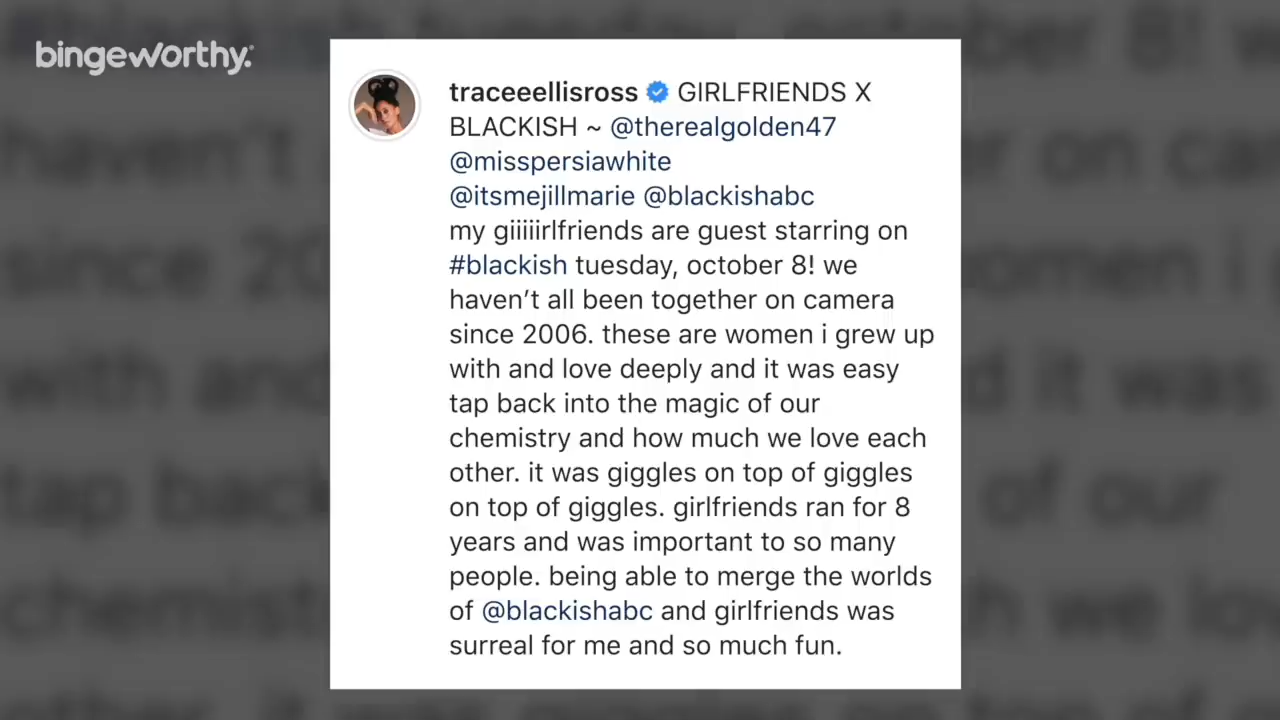 bingeworthy.
traceeellisross GIRLFRIENDS X
BLACKISH ~ @therealgolden47
@misspersiawhite
@itsmejillmarie @blackishabc
my giiiiirlfriends are guest starring on
#blackish tuesday, october 8! we
haven’t all been together on camera
since 2006. these are women i grew up
with and love deeply and it was easy
tap back into the magic of our
chemistry and how much we love each
other. it was giggles on top of giggles
on top of giggles. girlfriends ran for 8
years and was important to so many
people. being able to merge the worlds
of @blackishabc and girlfriends was
surreal for me and so much fun.